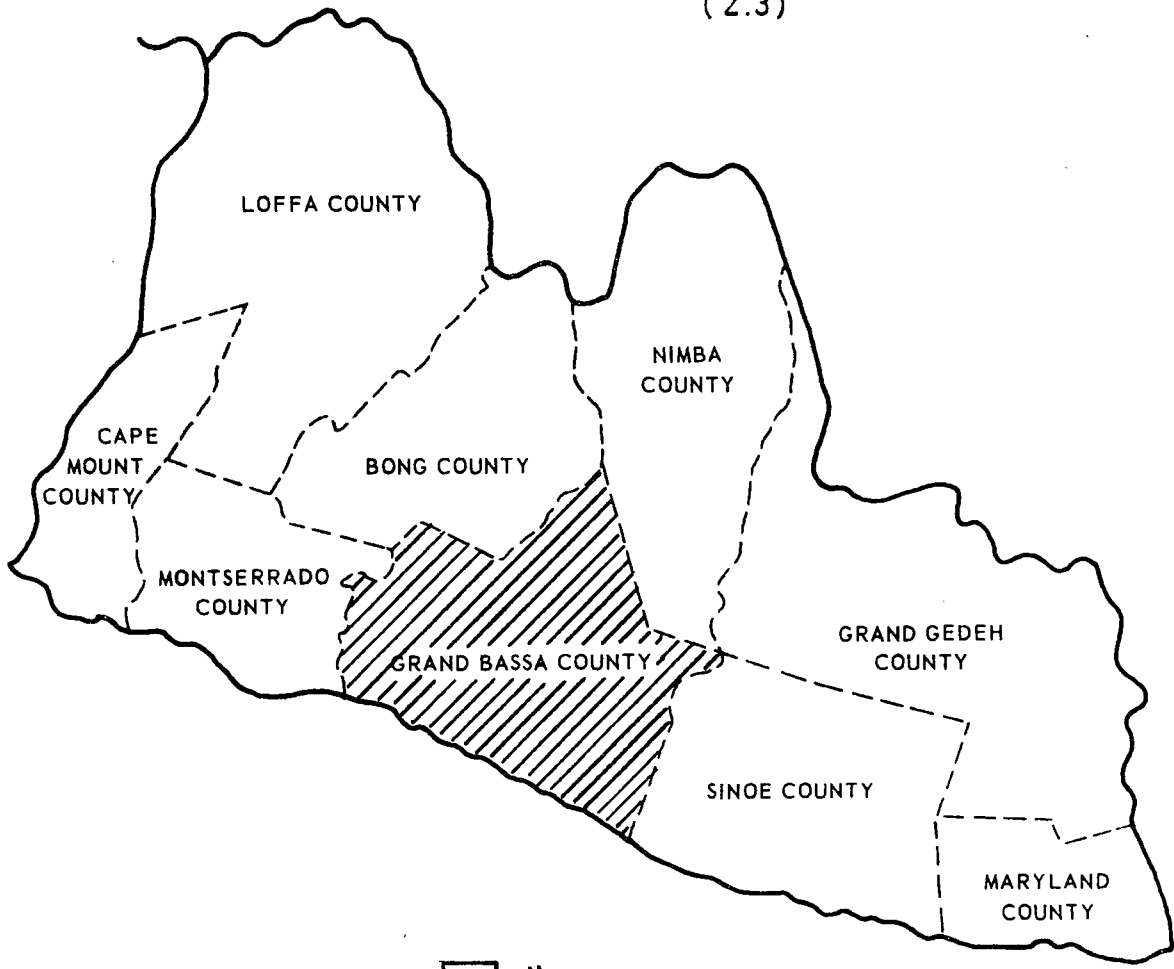 (2.3)
LOFFA COUNTY
NIMBA
COUNTY
CAPE
MOUNT
COUNTY
BONG COUNTY
MONTSERRADO
COUNTY
GRAND BASSA COUNTY
GRAND GEDEH
COUNTY
SINOE COUNTY
MARYLAND
COUNTY